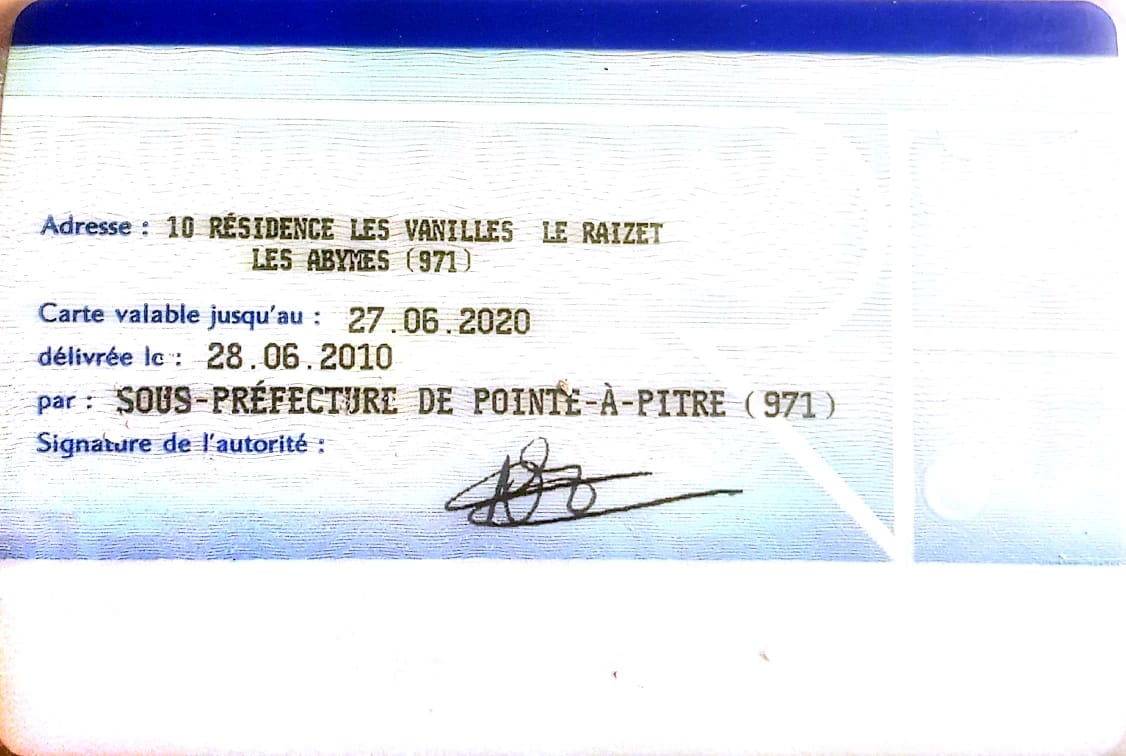 Adresse : 10 RÉSIDENCE LES VANILLES LE RAIZET
LES ABYMES (971)
Carte valable jusqu'au : 27.06.2020
délivrée le : 28.06.2010
par : SOUS-PRÉFECTURE DE POINTE-À-PITRE (971)
Signature de l'autorité :